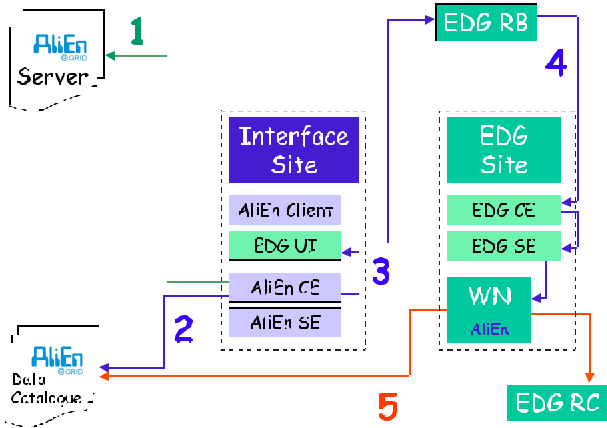 1
AliEn
@GRID
Server
EDG RB
4
Interface
Site
EDG
Site
AliEn Client
EDG CE
EDG UI
EDG SE
3
AliEn CE
WN
AliEn
2
AliEn SE
AliEn
@GRID
Data
Catalogue
5
EDG RC